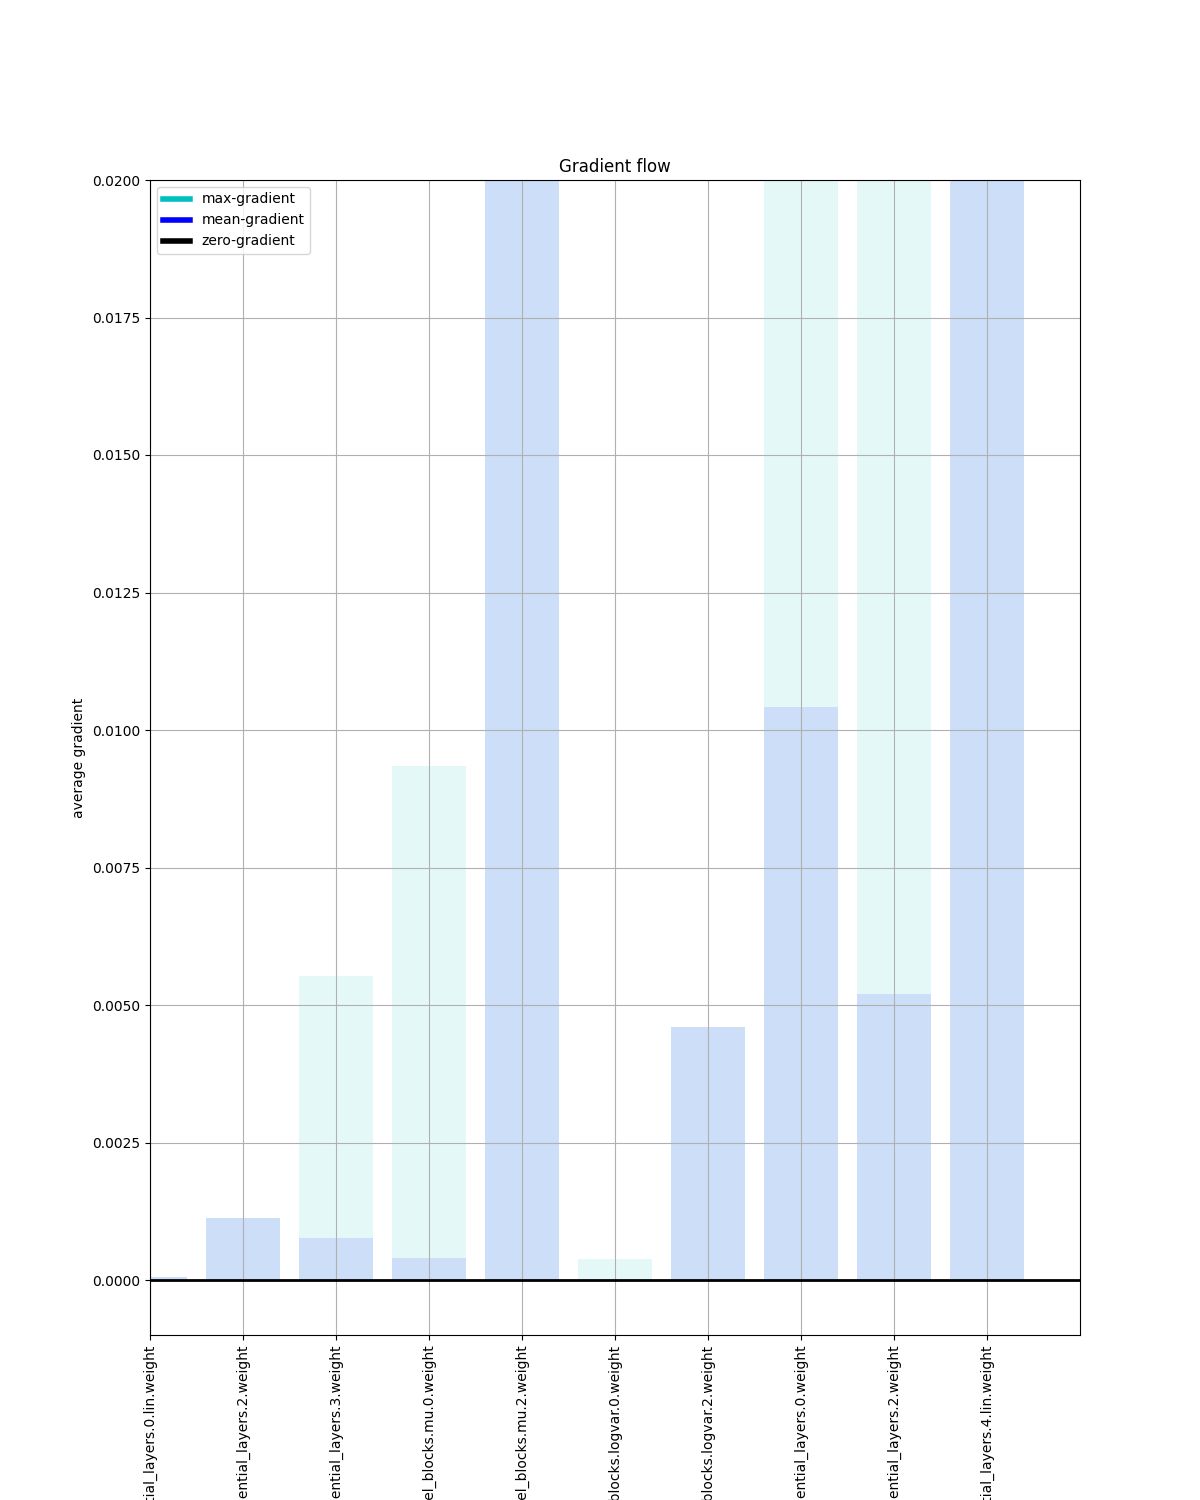 Gradient flow
max-gradient
mean-gradient
zero-gradient
0.0200
0.0175
0.0150
0.0125
0.0100
0.0075
0.0050
0.0025
0.0000
average gradient
tial_layers.0.lin.weight
ential_layers.2.weight
ential_layers.3.weight
el_blocks.mu.0.weight
el_blocks.mu.2.weight
blocks.logvar.0.weight
blocks.logvar.2.weight
ential_layers.0.weight
ential_layers.2.weight
tial_layers.4.lin.weight